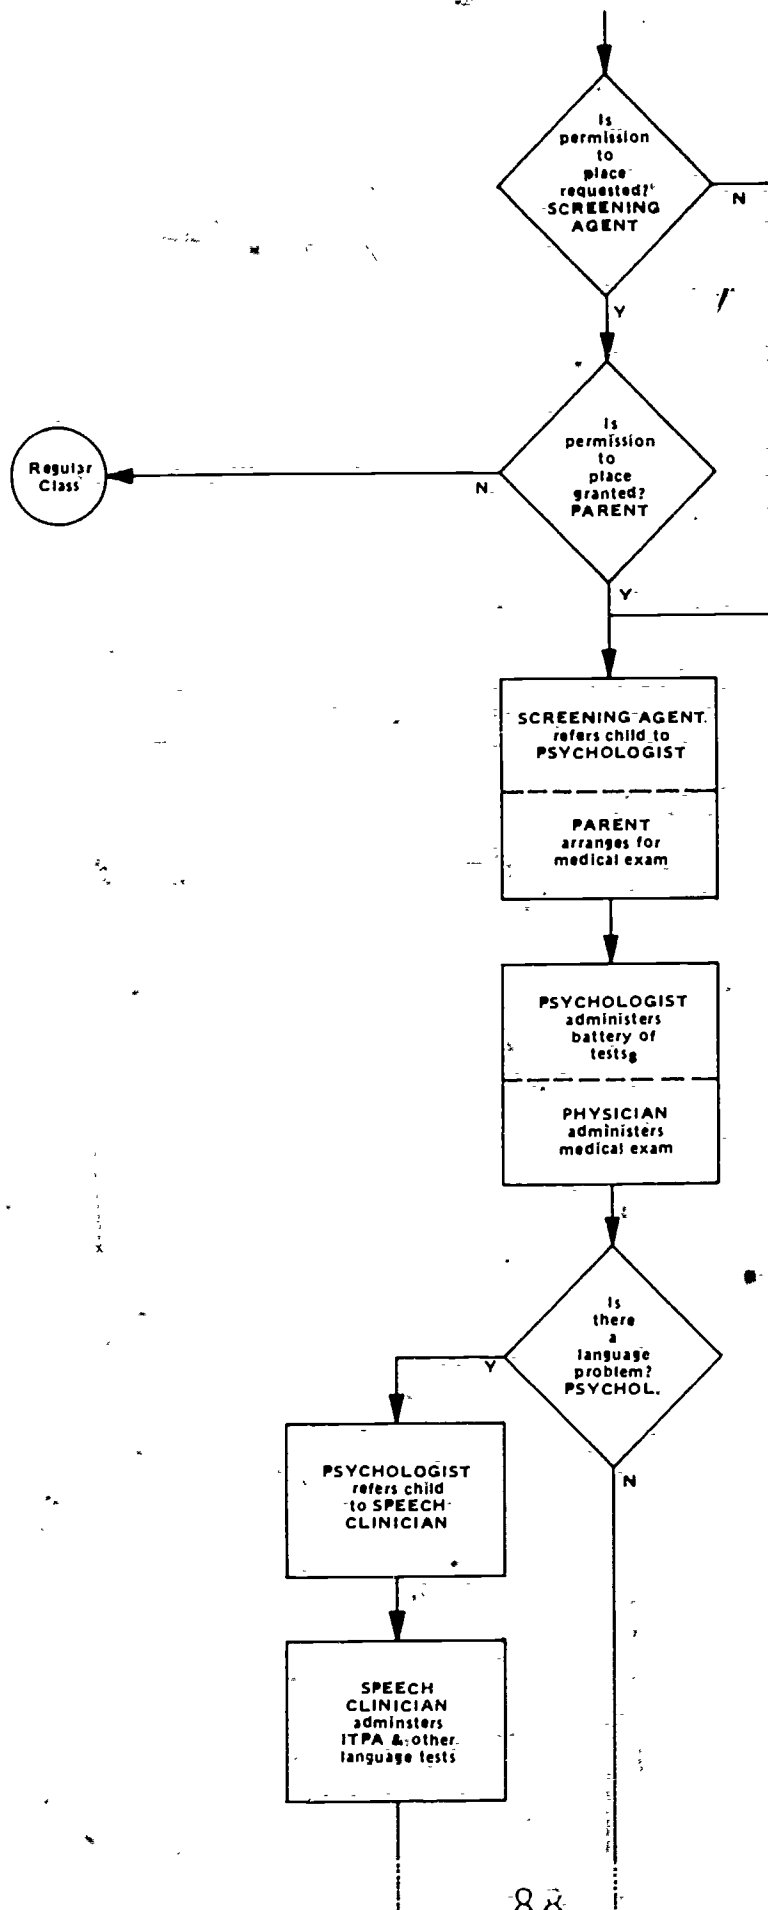 Is
permission
to
place
requested?
SCREENING
AGENT
N
Y
Is
permission
to
place
granted?
PARENT
N
Regular
Class
Y
SCREENING AGENT
refers child to
PSYCHOLOGIST
PARENT
arranges for
medical exam
PSYCHOLOGIST
administers
battery of
tests
PHYSICIAN
administers
medical exam
Is
there
a
language
problem?
PSYCHOL.
Y
N
PSYCHOLOGIST
refers child
to SPEECH
CLINICIAN
SPEECH
CLINICIAN
adminsters
ITPA & other
language tests
88